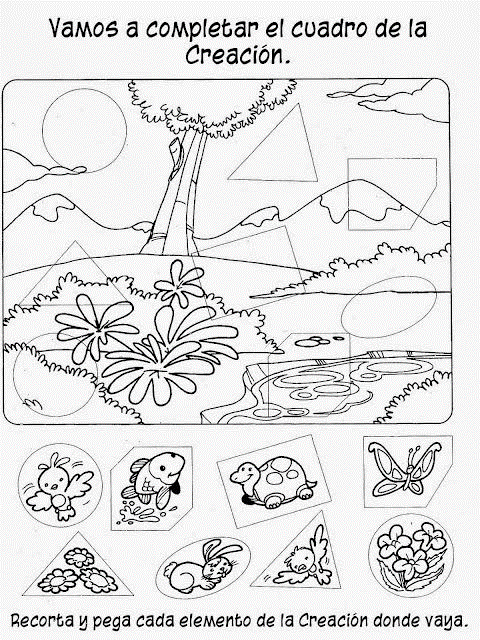 Vamos a completar el cuadro de la
Creación.
Recorta y pega cada elemento de la Creación donde vaya.